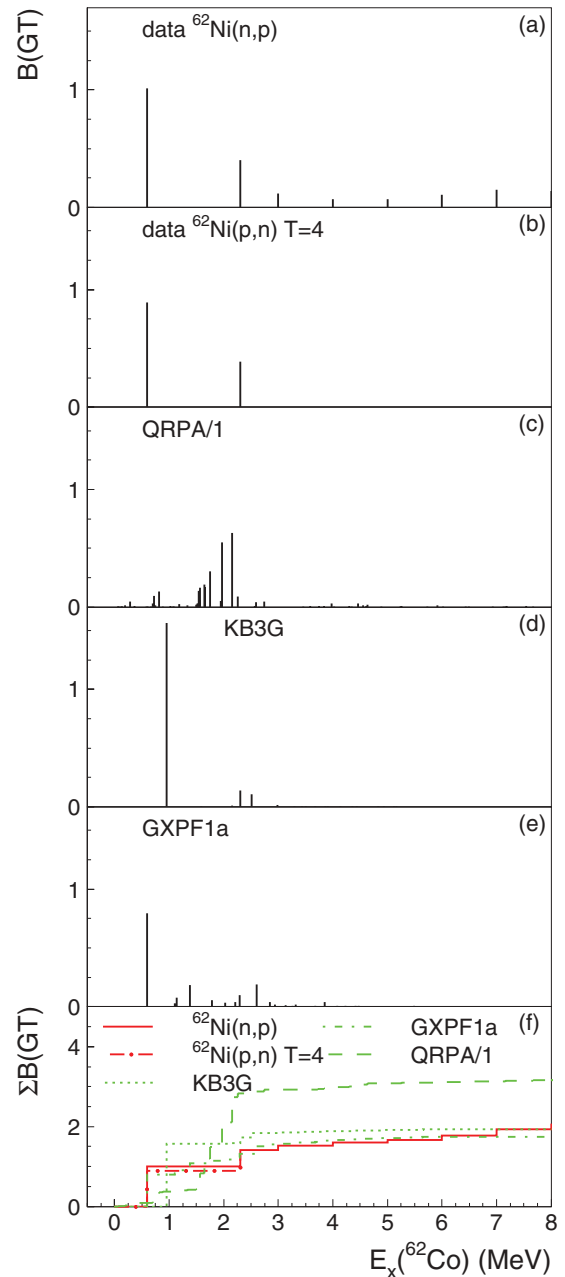 B(GT)
data ⁶²Ni(n,p)
(a)
1
0
data ⁶²Ni(p,n) T=4
(b)
1
0
QRPA/1
(c)
1
0
KB3G
(d)
1
0
GXPF1a
(e)
1
0
ΣB(GT)
⁶²Ni(n,p)
GXPF1a
(f)
⁶²Ni(p,n) T=4
QRPA/1
KB3G
4
2
0
0 1 2 3 4 5 6 7 8
Eₓ(⁶²Co) (MeV)